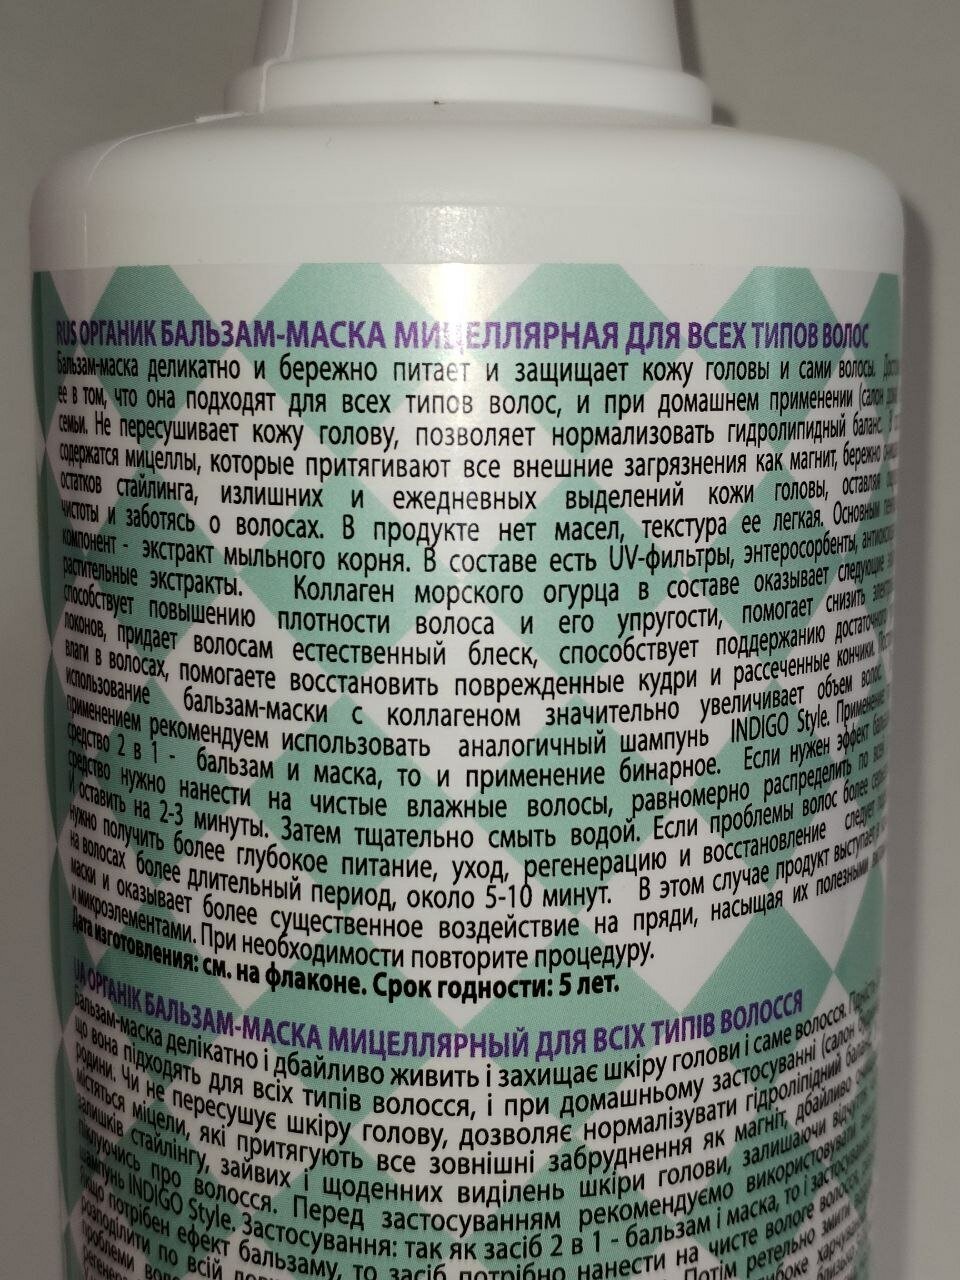 RUS ОРГАНИК БАЛЬЗАМ-МАСКА МИЦЕЛЛЯРНАЯ ДЛЯ ВСЕХ ТИПОВ ВОЛОС
Бальзам-маска деликатно и бережно питает и защищает кожу головы и сами волосы.
ее в том, что она подходят для всех типов волос, и при домашнем применении (салон
семьи. Не пересушивает кожу голову, позволяет нормализовать гидролипидный баланс. В
содержатся мицеллы, которые притягивают все внешние загрязнения как магнит, бережно
остатков стайлинга, излишних и ежедневных выделений кожи головы, оставляя
чистоты и заботясь о волосах. В продукте нет масел, текстура ее легкая. Основным
компонент - экстракт мыльного корня. В составе есть UV-фильтры, энтеросорбенты,
растительные экстракты. Коллаген морского огурца в составе оказывает следующие
способствует повышению плотности волоса и его упругости, помогает снизить
локонов, придает волосам естественный блеск, способствует поддержанию достаточного
влаги в волосах, помогаете восстановить поврежденные кудри и рассеченные кончики.
использование бальзам-маски с коллагеном значительно увеличивает объем волос.
применением рекомендуем использовать аналогичный шампунь INDIGO Style. Применение:
средство 2 в 1 - бальзам и маска, то и применение бинарное. Если нужен эффект
средство нужно нанести на чистые влажные волосы, равномерно распределить по всей
и оставить на 2-3 минуты. Затем тщательно смыть водой. Если проблемы волос более
нужно получить более глубокое питание, уход, регенерацию и восстановление следует
на волосах более длительный период, около 5-10 минут. В этом случае продукт выступает в
маски и оказывает более существенное воздействие на пряди, насыщая их полезными
и микроэлементами. При необходимости повторите процедуру.
Дата изготовления: см. на флаконе. Срок годности: 5 лет.
UA ОРГАНІК БАЛЬЗАМ-МАСКА МИЦЕЛЛЯРНЫЙ ДЛЯ ВСІХ ТИПІВ ВОЛОССЯ
Бальзам-маска делікатно і дбайливо живить і захищає шкіру голови і саме волосся.
що вона підходять для всіх типів волосся, і при домашньому застосуванні (салон
родини. Чи не пересушує шкіру голову, дозволяє нормалізувати гідроліпідний баланс.
містяться міцели, які притягують все зовнішні забруднення як магніт, дбайливо
залишків стайлінгу, зайвих і щоденних виділень шкіри голови, залишаючи
піклуючись про волосся. Перед застосуванням рекомендуємо використовувати
шампунь INDIGO Style. Застосування: так як засіб 2 в 1 - бальзам і маска, то і
якщо потрібен ефект бальзаму, то засіб потрібно нанести на чисте вологе волосся,
розподілити по всій Потім ретельно змити
проблеми